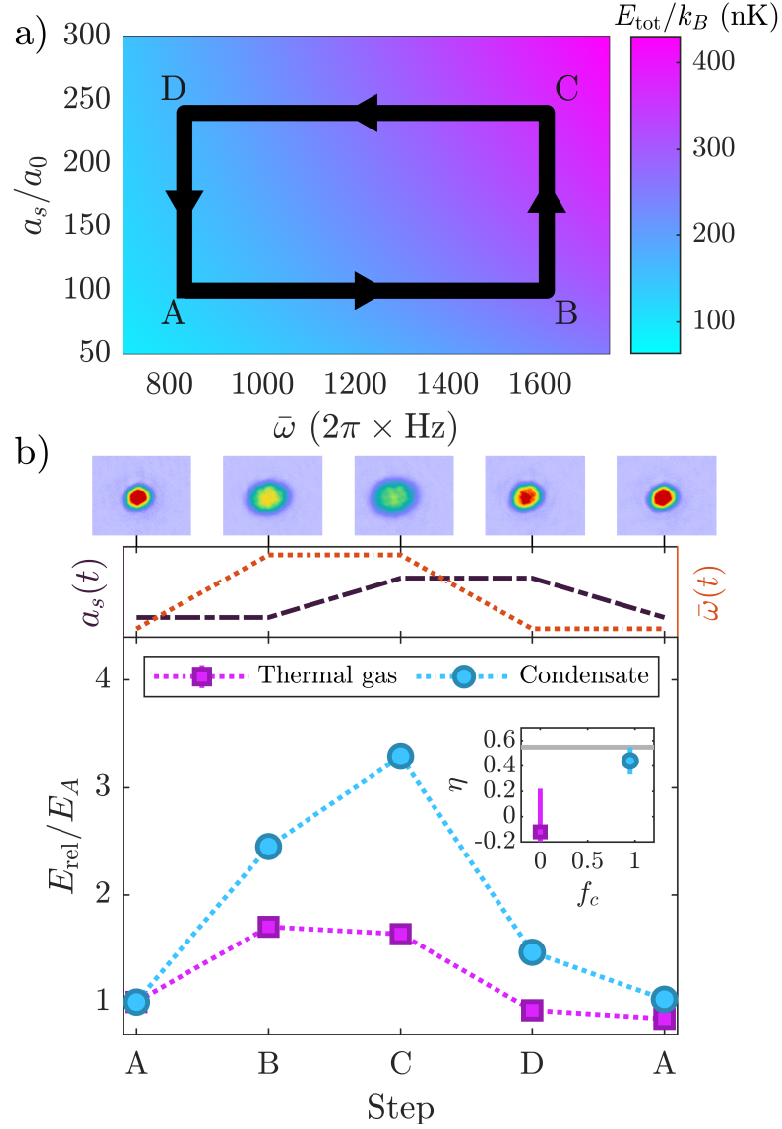 a)
E_tot/k_B (nK)
300
250
200
150
100
50
a_s/a_0
D
C
A
B
400
300
200
100
800
1000
1200
1400
1600
ω̄ (2π × Hz)
b)
a_s(t)
ω̄(t)
Thermal gas
Condensate
4
3
2
1
E_rel/E_A
0.6
0.4
0.2
0
-0.2
η
0
0.5
1
f_c
A
B
C
D
A
Step